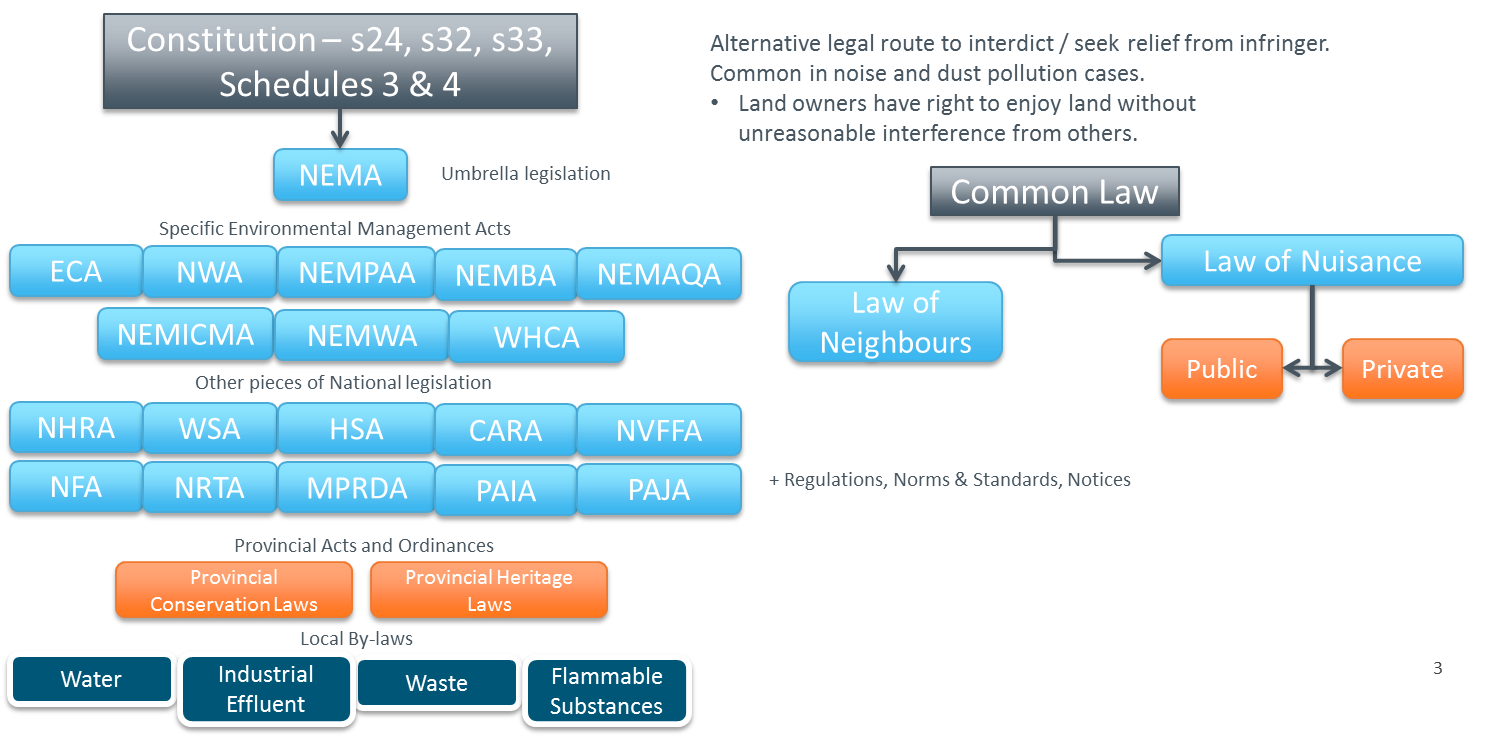 Constitution – s24, s32, s33,
Schedules 3 & 4
NEMA
Umbrella legislation
Specific Environmental Management Acts
ECA
NWA
NEMPAA
NEMBA
NEMAQA
NEMICMA
NEMWA
WHCA
Other pieces of National legislation
NHRA
WSA
HSA
CARA
NVFFA
NFA
NRTA
MPRDA
PAIA
PAJA
+ Regulations, Norms & Standards, Notices
Provincial Acts and Ordinances
Provincial
Conservation Laws
Provincial Heritage
Laws
Local By-laws
Water
Industrial
Effluent
Waste
Flammable
Substances
Alternative legal route to interdict / seek relief from infringer.
Common in noise and dust pollution cases.
• Land owners have right to enjoy land without
unreasonable interference from others.
Common Law
Law of Nuisance
Law of
Neighbours
Public
Private
3